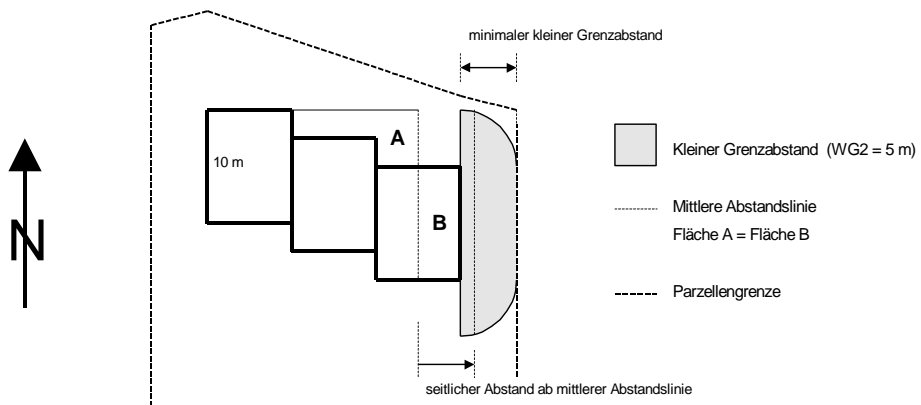 minimaler kleiner Grenzabstand
A
10 m
Kleiner Grenzabstand (WG2 = 5 m)
N
B
Mittlere Abstandslinie
Fläche A = Fläche B
Parzellengrenze
seitlicher Abstand ab mittlerer Abstandslinie